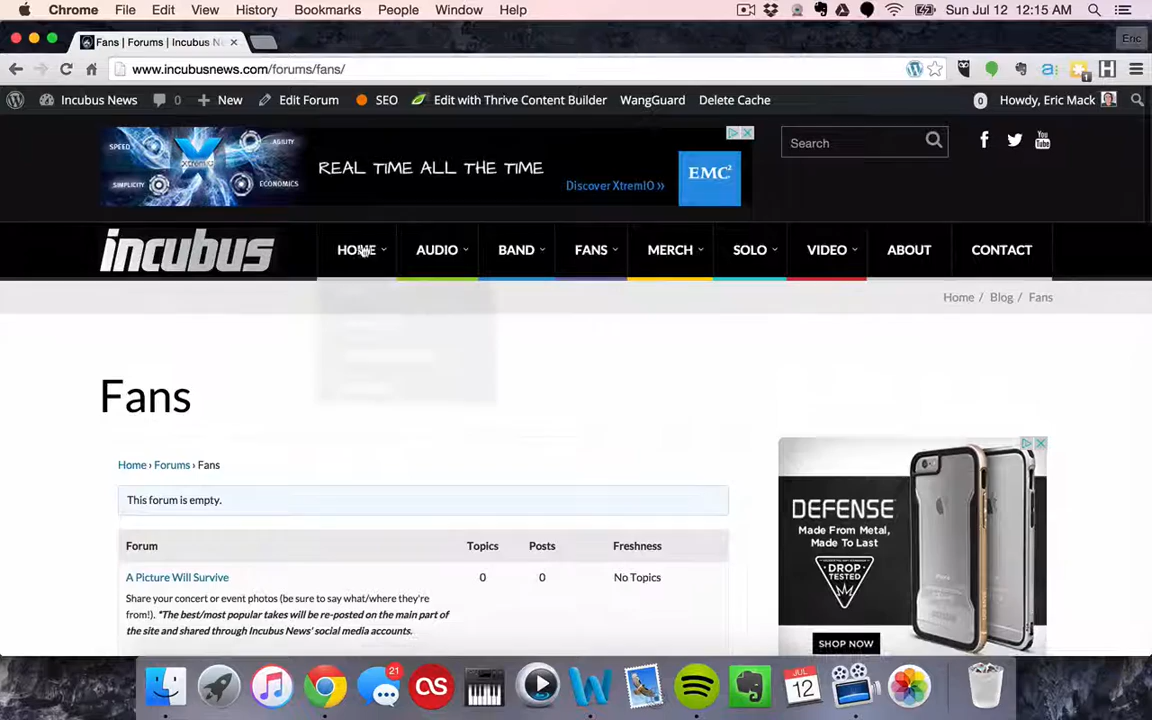 Chrome File Edit View History Bookmarks People Window Help Sun Jul 12 12:15 AM
Fans | Forums | Incubus Ne
Eric
www.incubusnews.com/forums/fans/
Incubus News 0 New Edit Forum SEO Edit with Thrive Content Builder WangGuard Delete Cache 0 Howdy, Eric Mack
SPEED AGILITY
SIMPLICITY ECONOMICS
X
xtremio
REAL TIME ALL THE TIME
Discover XtremIO »
EMC²
Search
You
Tube
incubus HOME AUDIO BAND FANS MERCH SOLO VIDEO ABOUT CONTACT
Home / Blog / Fans
Fans
Home › Forums › Fans
This forum is empty.
Forum Topics Posts Freshness
A Picture Will Survive 0 0 No Topics
Share your concert or event photos (be sure to say what/where they're
from!). *The best/most popular takes will be re-posted on the main part of
the site and shared through Incubus News' social media accounts.
DEFENSE
Made From Metal,
Made To Last
DROP
TESTED
SHOP NOW
21
JUL
12